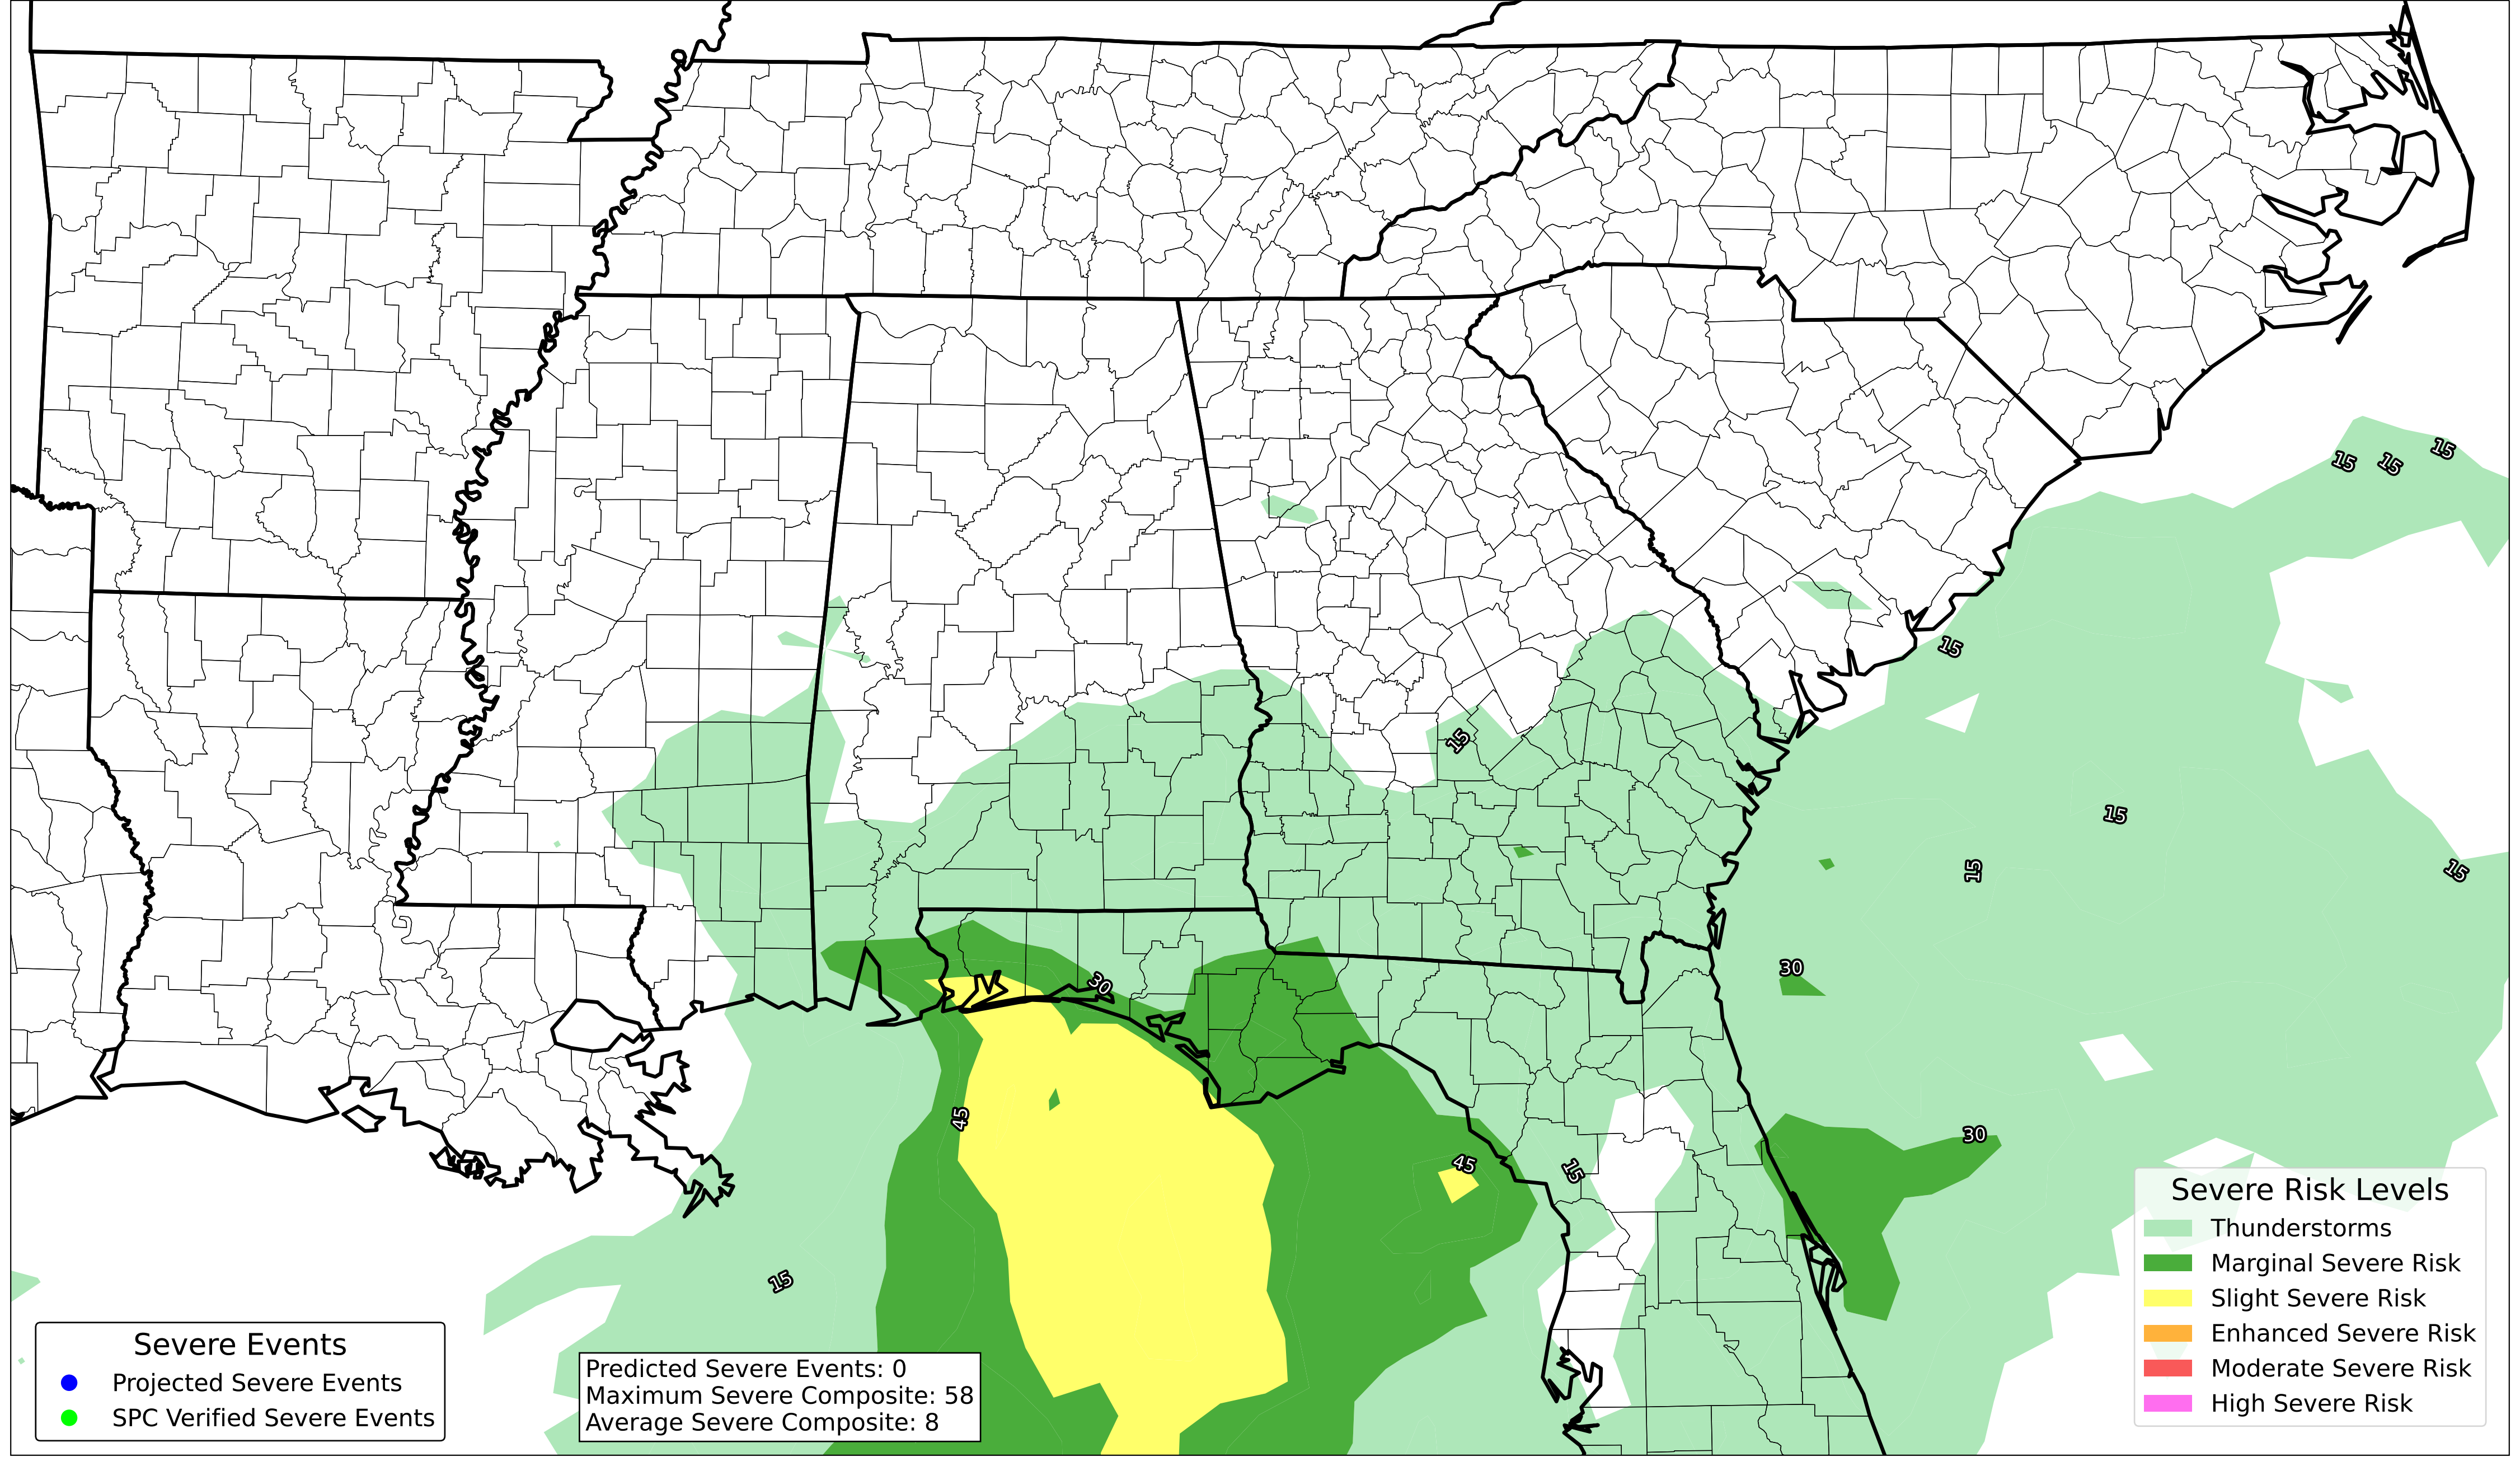 15
15
15
15
15
15
15
15
30
30
45
30
45
15
15
Severe Risk Levels
Thunderstorms
Marginal Severe Risk
Slight Severe Risk
Enhanced Severe Risk
Moderate Severe Risk
High Severe Risk
Severe Events
Projected Severe Events
SPC Verified Severe Events
Predicted Severe Events: 0
Maximum Severe Composite: 58
Average Severe Composite: 8